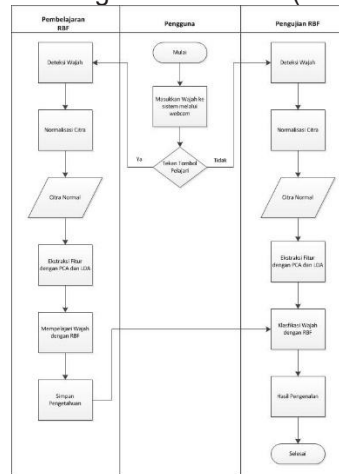 Pembelajaran
RBF
Pengguna
Pengujian RBF
Deteksi Wajah
Mulai
Deteksi Wajah
Masukkan Wajah ke
sistem melalui
webcam
Normalisasi Citra
Normalisasi Citra
Ya
Tekan Tombol
Pelajari
Tidak
Citra Normal
Citra Normal
Ekstraksi Fitur
dengan PCA dan LDA
Ekstraksi Fitur
dengan PCA dan LDA
Mempelajari Wajah
dengan RBF
Klasifikasi Wajah
dengan RBF
Simpan
Pengetahuan
Hasil Pengenalan
Selesai